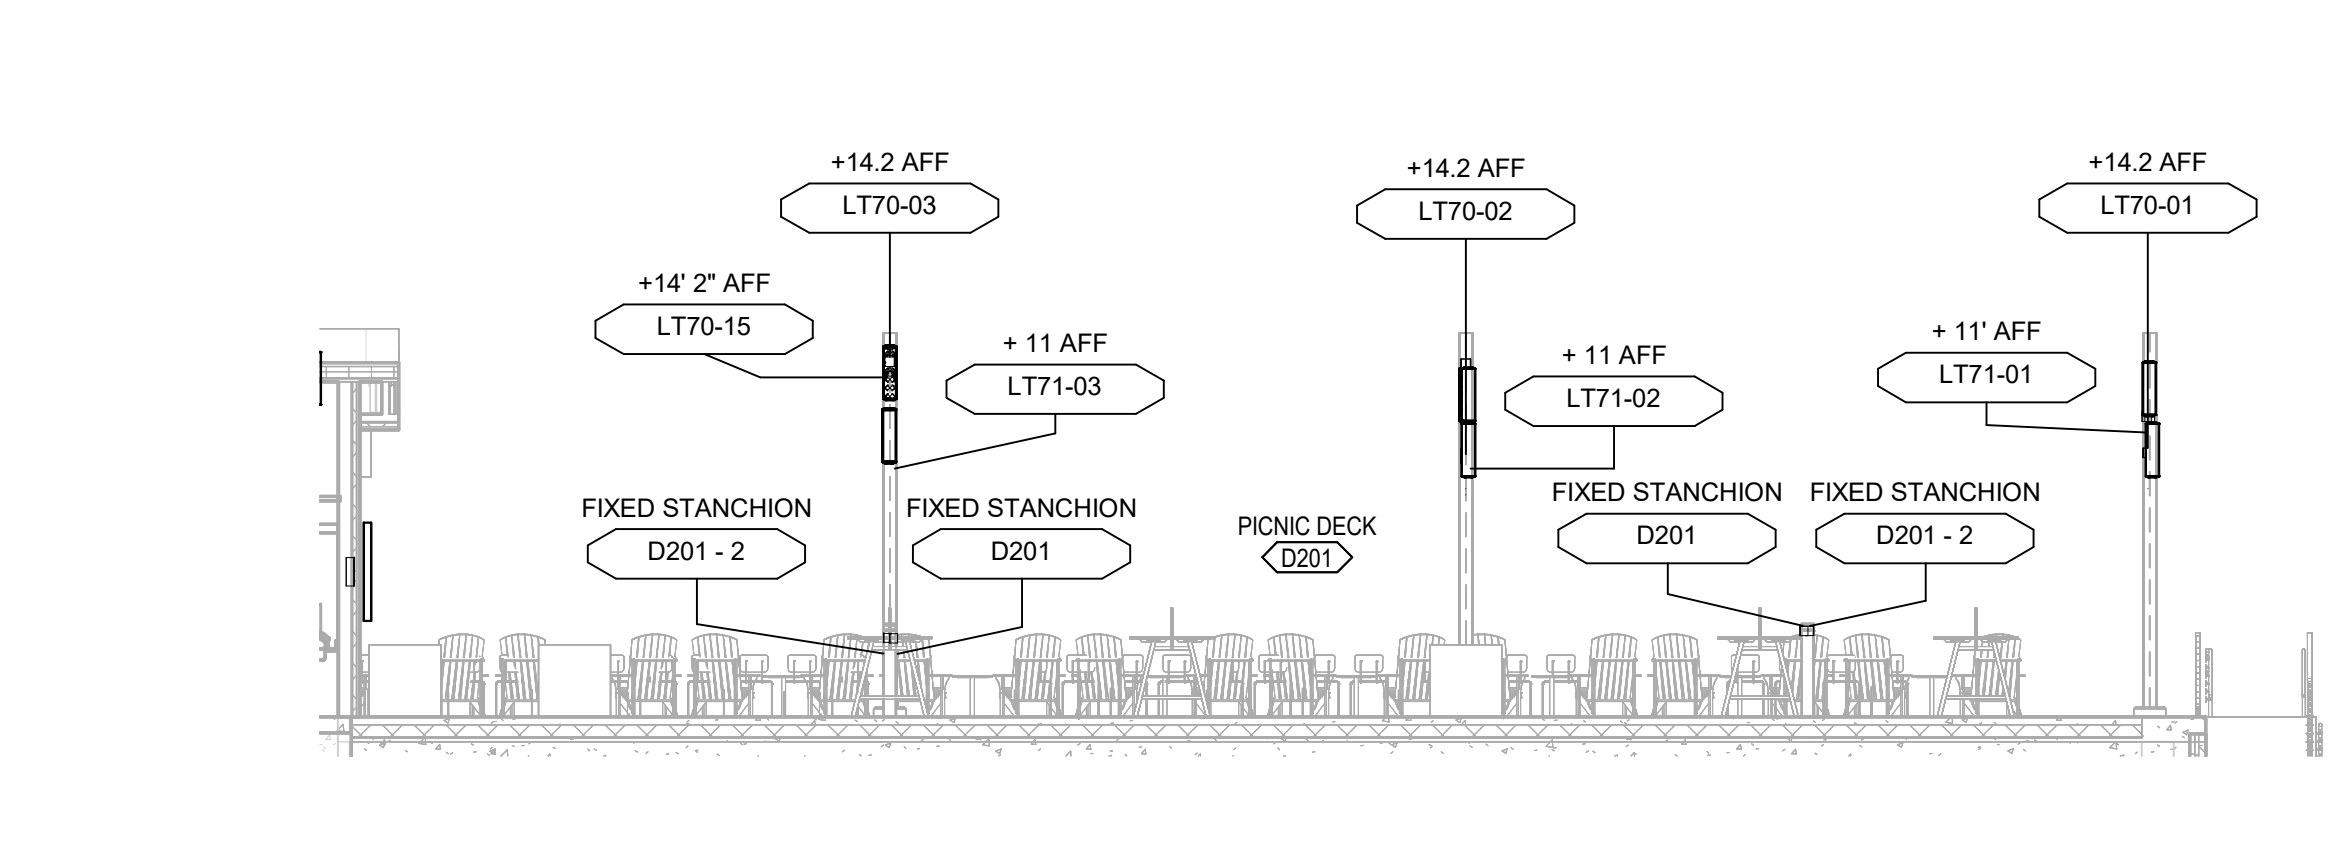 +14.2 AFF
LT70-03
+14.2 AFF
LT70-02
+14.2 AFF
LT70-01
+14' 2" AFF
LT70-15
+ 11 AFF
LT71-03
+ 11 AFF
LT71-02
+ 11' AFF
LT71-01
FIXED STANCHION
D201 - 2
FIXED STANCHION
D201
PICNIC DECK
D201
FIXED STANCHION
D201
FIXED STANCHION
D201 - 2